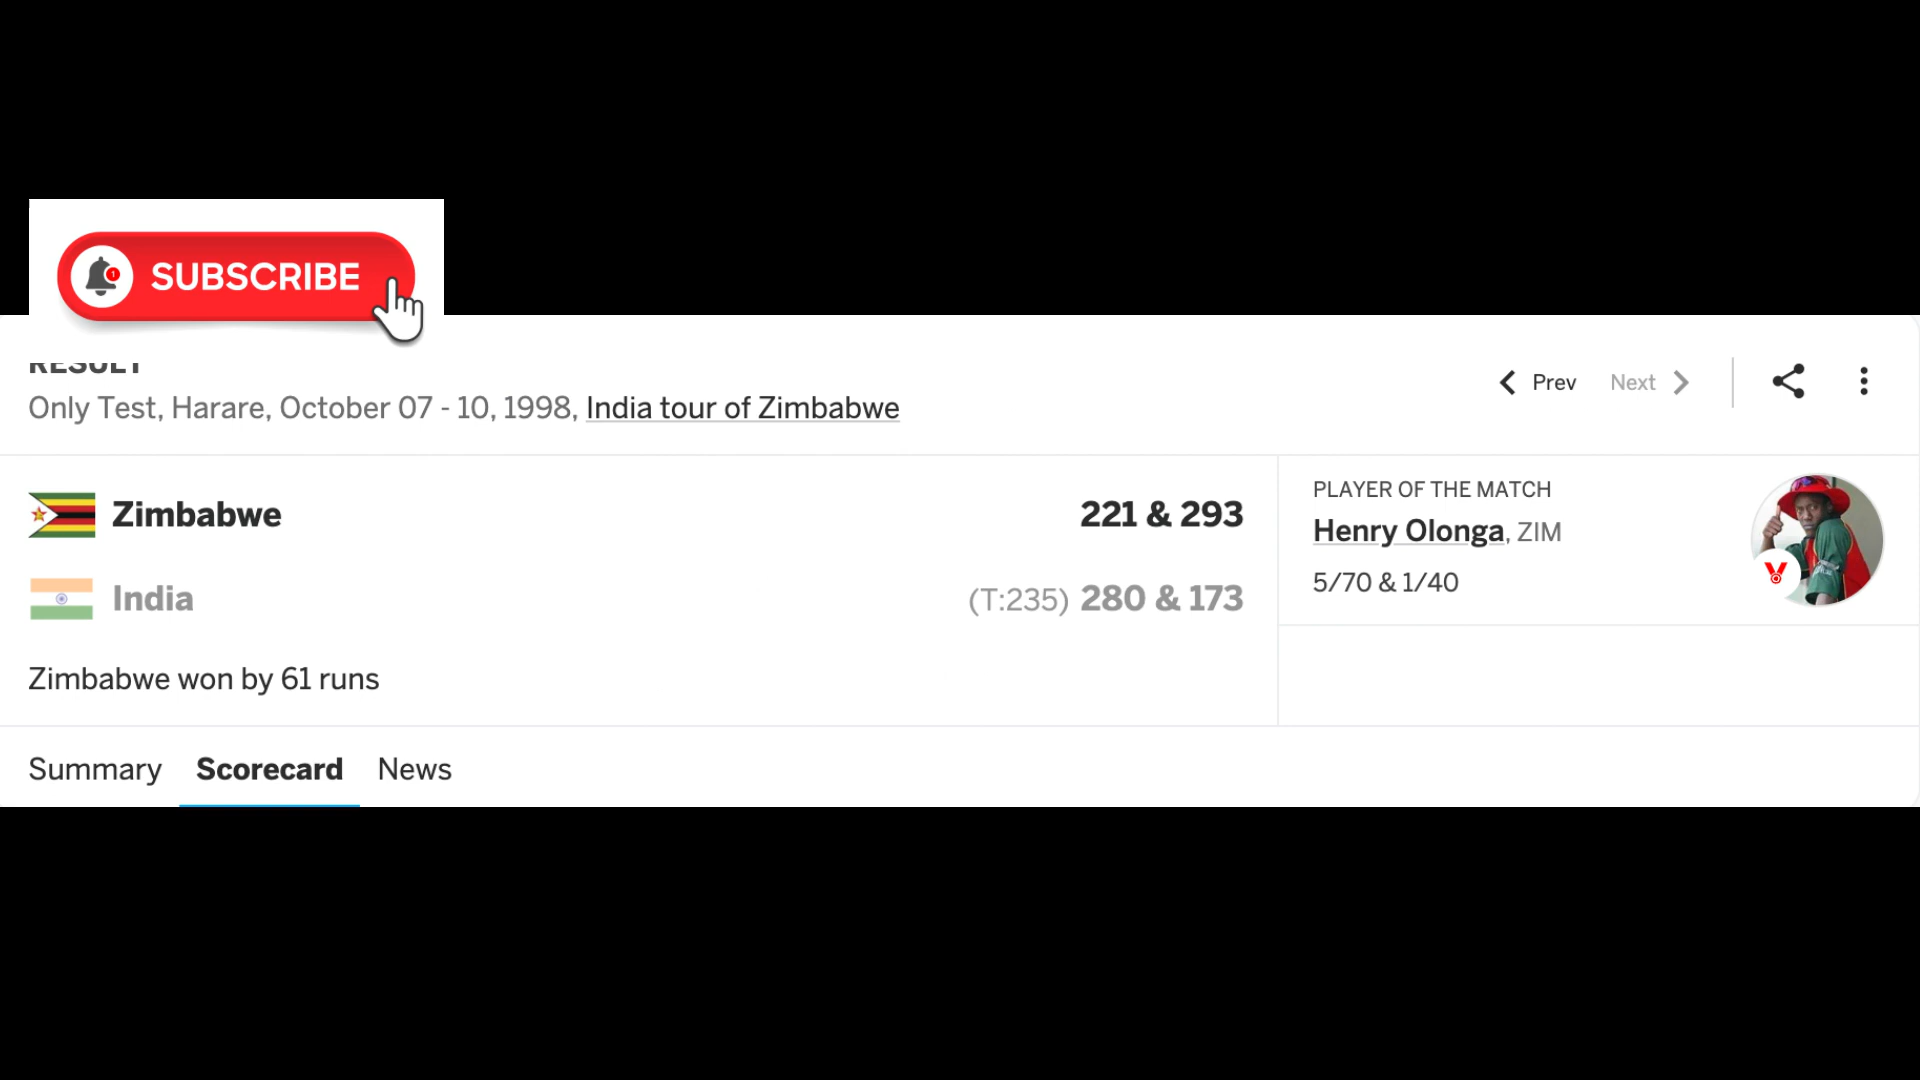 SUBSCRIBE
1
RESULT
Only Test, Harare, October 07 - 10, 1998, India tour of Zimbabwe
Prev
Next
Zimbabwe 221 & 293
India (T:235) 280 & 173
Zimbabwe won by 61 runs
PLAYER OF THE MATCH
Henry Olonga, ZIM
5/70 & 1/40
Summary Scorecard News